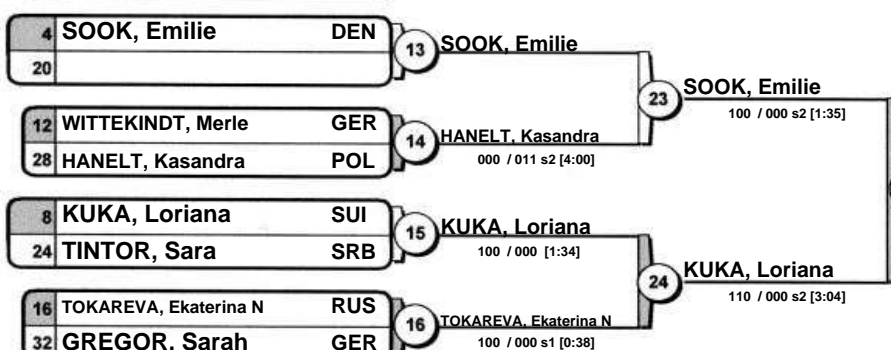 4 SOOK, Emilie DEN
20
13 SOOK, Emilie
12 WITTEKINDT, Merle GER
28 HANELT, Kasandra POL
14 HANELT, Kasandra
000 / 011 s2 [4:00]
23 SOOK, Emilie
100 / 000 s2 [1:35]
8 KUKA, Loriana SUI
24 TINTOR, Sara SRB
15 KUKA, Loriana
100 / 000 [1:34]
16 TOKAREVA, Ekaterina N RUS
32 GREGOR, Sarah GER
16 TOKAREVA, Ekaterina N
100 / 000 s1 [0:38]
24 KUKA, Loriana
110 / 000 s2 [3:04]